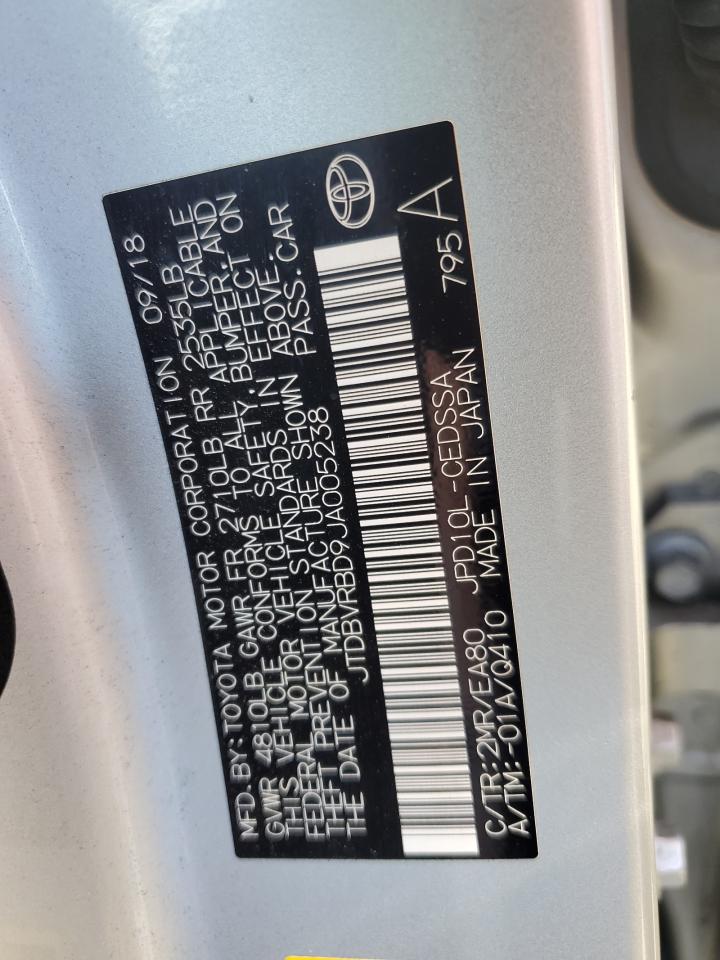 MFD.BY:TOYOTA MOTOR CORPORATION 09/18
GVWR 4810LB GAWR FR 2710LB RR 2535LB
THIS VEHICLE CONFORMS TO ALL APPLICABLE
FEDERAL MOTOR VEHICLE SAFETY, BUMPER, AND
THEFT PREVENTION STANDARDS IN EFFECT ON
THE DATE OF MANUFACTURE SHOWN ABOVE.
JTDBVRBD9JA005238 PASS.CAR
C/TR:2MR/EA80 JPD10L-CEDSSA 795A
A/TM:-01A/Q410 MADE IN JAPAN